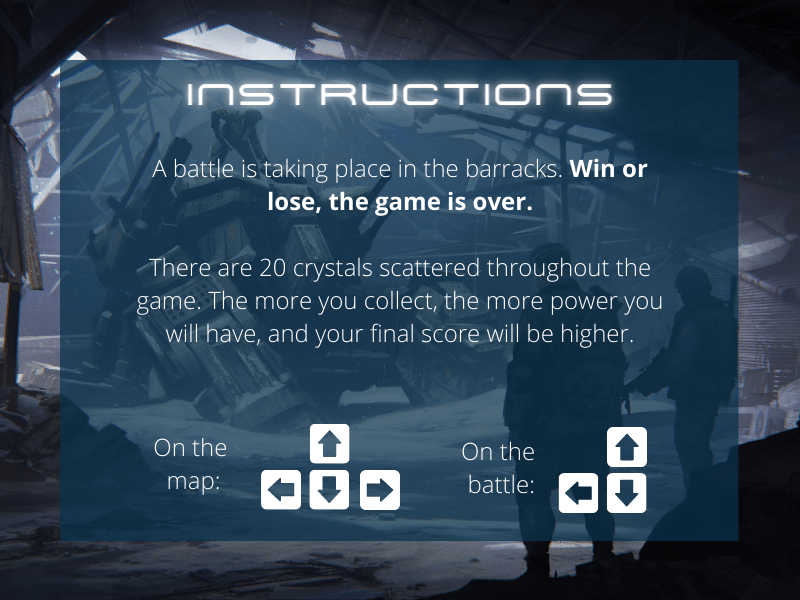 INSTRUCTIONS
A battle is taking place in the barracks. Win or
lose, the game is over.
There are 20 crystals scattered throughout the
game. The more you collect, the more power you
will have, and your final score will be higher.
On the
map:
On the
battle: